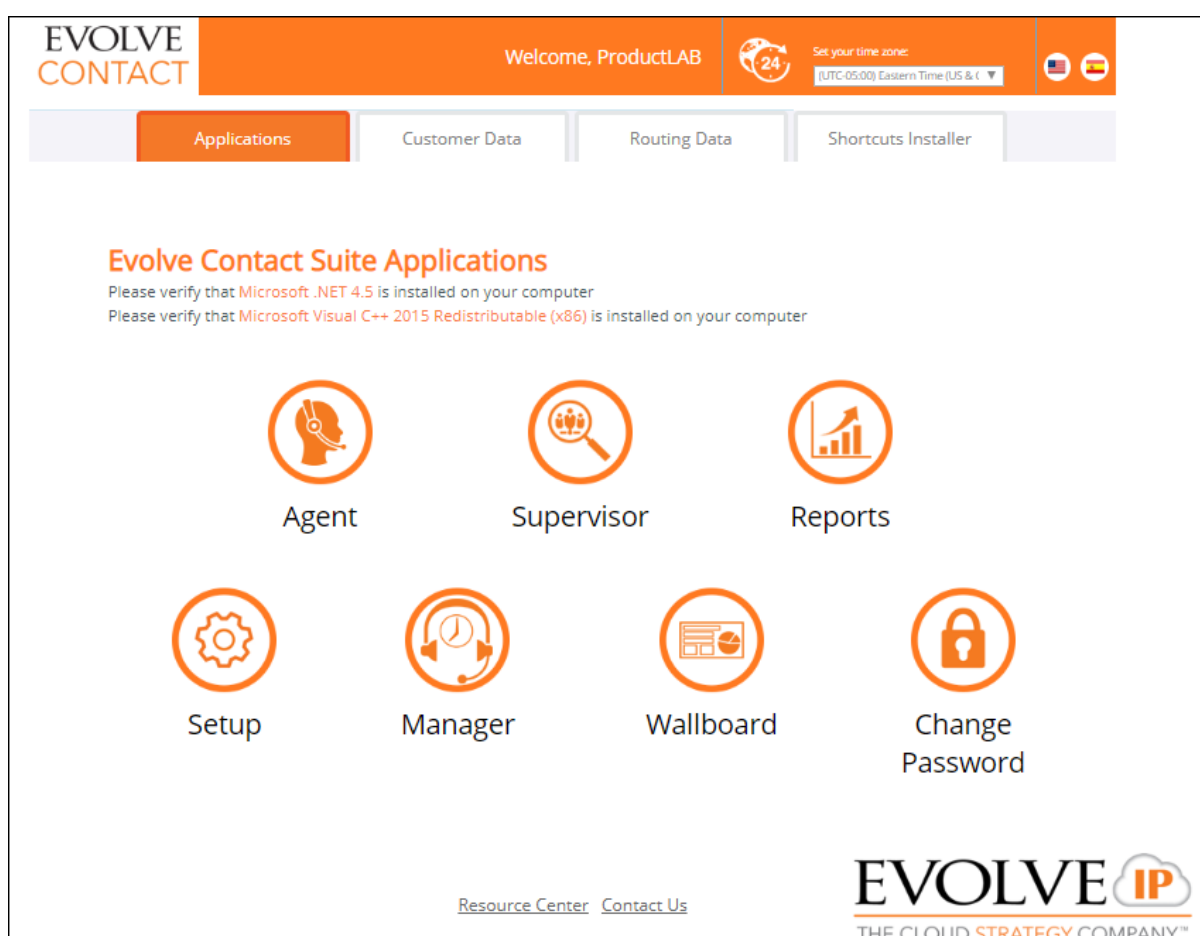 EVOLVE
CONTACT
Welcome, ProductLAB
24
Set your time zone:
(UTC-05:00) Eastern Time (US & (
Applications
Customer Data
Routing Data
Shortcuts Installer
Evolve Contact Suite Applications
Please verify that Microsoft .NET 4.5 is installed on your computer
Please verify that Microsoft Visual C++ 2015 Redistributable (x86) is installed on your computer
Agent
Supervisor
Reports
Setup
Manager
Wallboard
Change
Password
Resource Center
Contact Us
EVOLVE IP
THE CLOUD STRATEGY COMPANY™